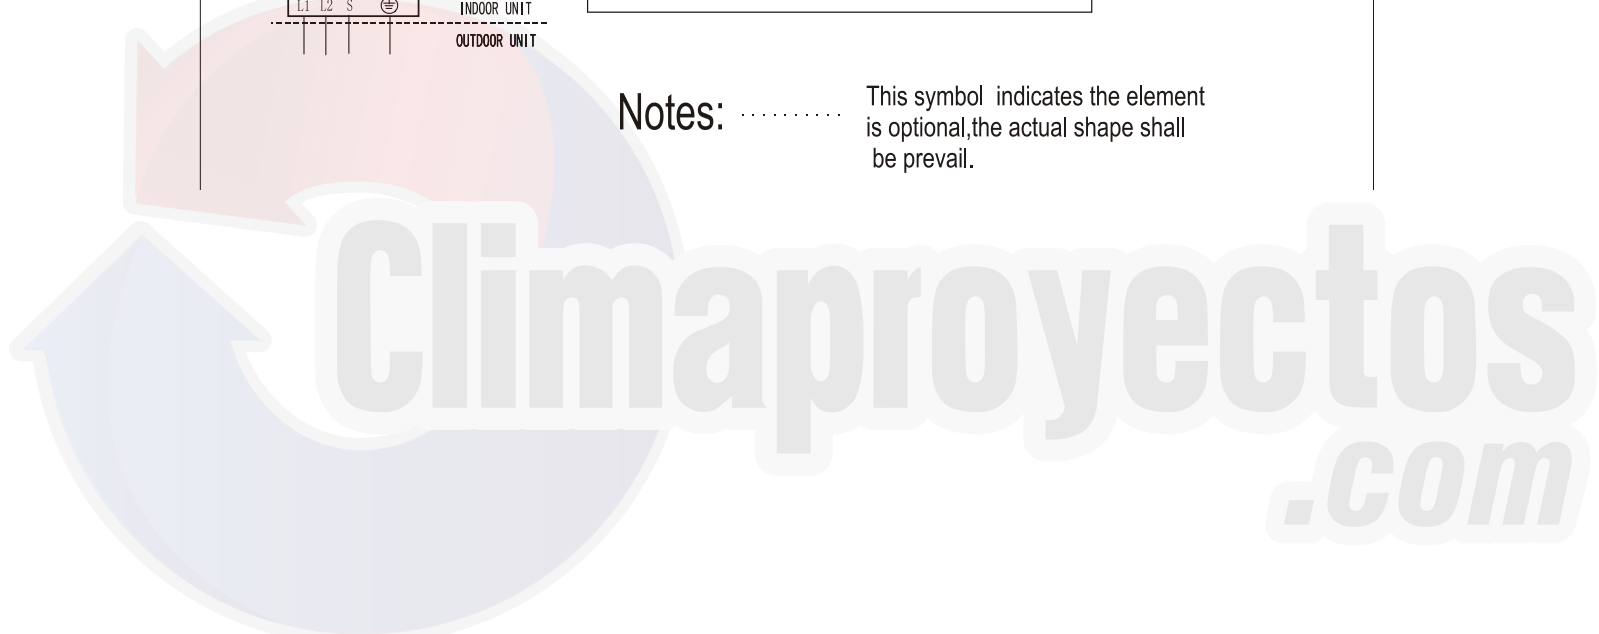 L1 L2 S
INDOOR UNIT
OUTDOOR UNIT
Notes: .......... This symbol indicates the element
is optional,the actual shape shall
be prevail.
Climaproyectos
.com